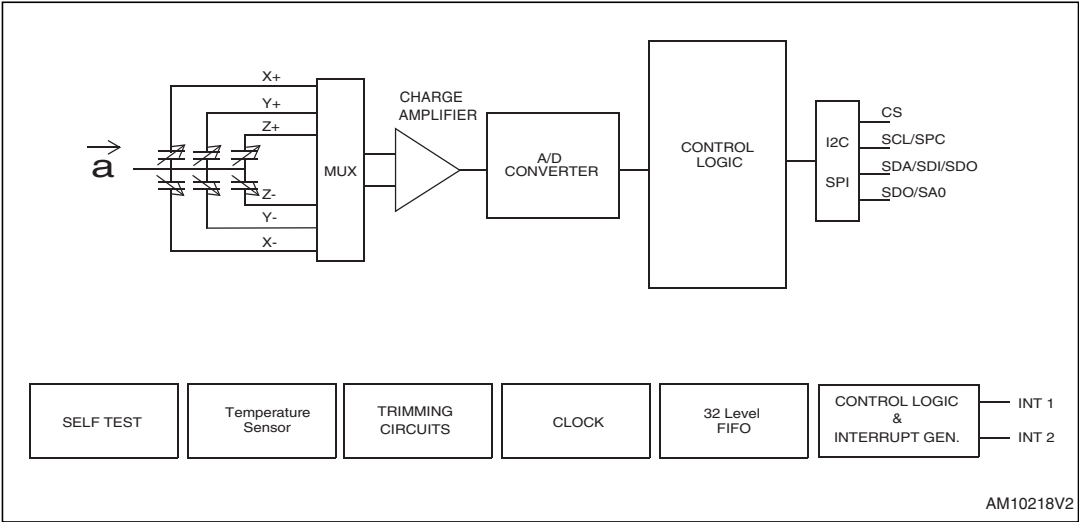 X+
Y+
Z+
a
Z-
Y-
X-
MUX
CHARGE
AMPLIFIER
A/D
CONVERTER
CONTROL
LOGIC
I2C
SPI
CS
SCL/SPC
SDA/SDI/SDO
SDO/SA0
SELF TEST
Temperature
Sensor
TRIMMING
CIRCUITS
CLOCK
32 Level
FIFO
CONTROL LOGIC
&
INTERRUPT GEN.
INT 1
INT 2
AM10218V2